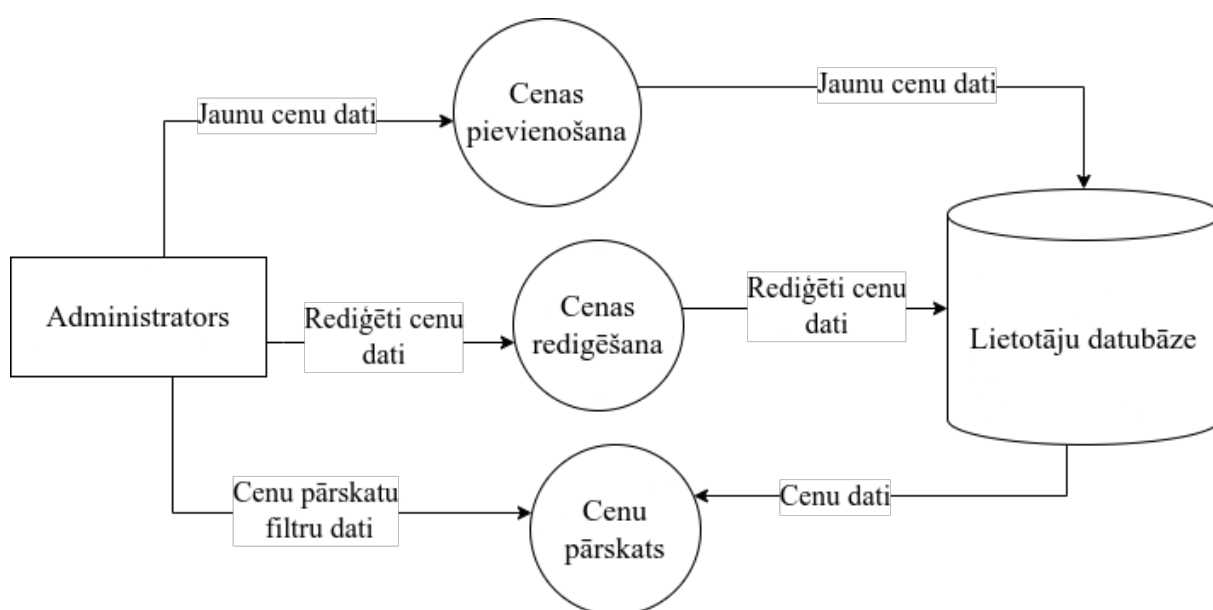 Cenas
pievienošana
Jaunu cenu dati
Jaunu cenu dati
Administrators
Rediģēti cenu
dati
Cenas
redigēšana
Rediģēti cenu
dati
Lietotāju datubāze
Cenu pārskatu
filtru dati
Cenu
pārskats
Cenu dati